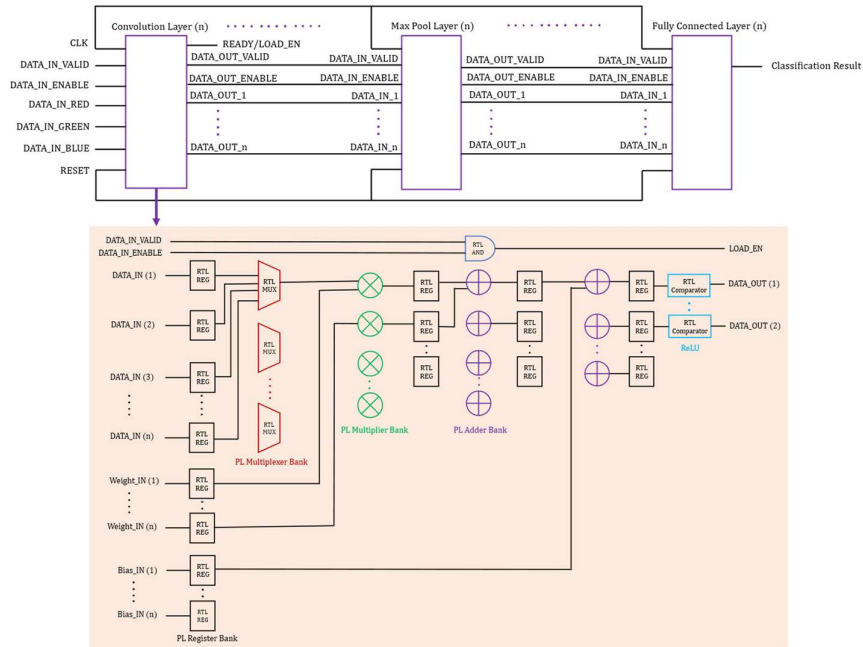 Convolution Layer (n)
Max Pool Layer (n)
Fully Connected Layer (n)
CLK
READY/LOAD_EN
DATA_IN_VALID
DATA_OUT_VALID
DATA_IN_VALID
DATA_OUT_VALID
DATA_IN_VALID
Classification Result
DATA_IN_ENABLE
DATA_OUT_ENABLE
DATA_IN_ENABLE
DATA_OUT_ENABLE
DATA_IN_ENABLE
DATA_IN_RED
DATA_OUT_1
DATA_IN_1
DATA_OUT_1
DATA_IN_1
DATA_IN_GREEN
DATA_IN_BLUE
DATA_OUT_n
DATA_IN_n
DATA_OUT_n
DATA_IN_n
RESET
DATA_IN_VALID
DATA_IN_ENABLE
RTL
AND
LOAD_EN
DATA_IN (1)
RTL
REG
RTL
MUX
RTL
REG
RTL
REG
RTL
REG
RTL
Comparator
DATA_OUT (1)
DATA_IN (2)
RTL
REG
RTL
MUX
RTL
REG
RTL
REG
RTL
REG
RTL
Comparator
DATA_OUT (2)
ReLU
DATA_IN (3)
RTL
REG
RTL
REG
RTL
REG
RTL
REG
DATA_IN (n)
RTL
REG
RTL
MUX
PL Multiplexer Bank
PL Multiplier Bank
PL Adder Bank
Weight_IN (1)
RTL
REG
Weight_IN (n)
RTL
REG
Bias_IN (1)
RTL
REG
Bias_IN (n)
RTL
REG
PL Register Bank